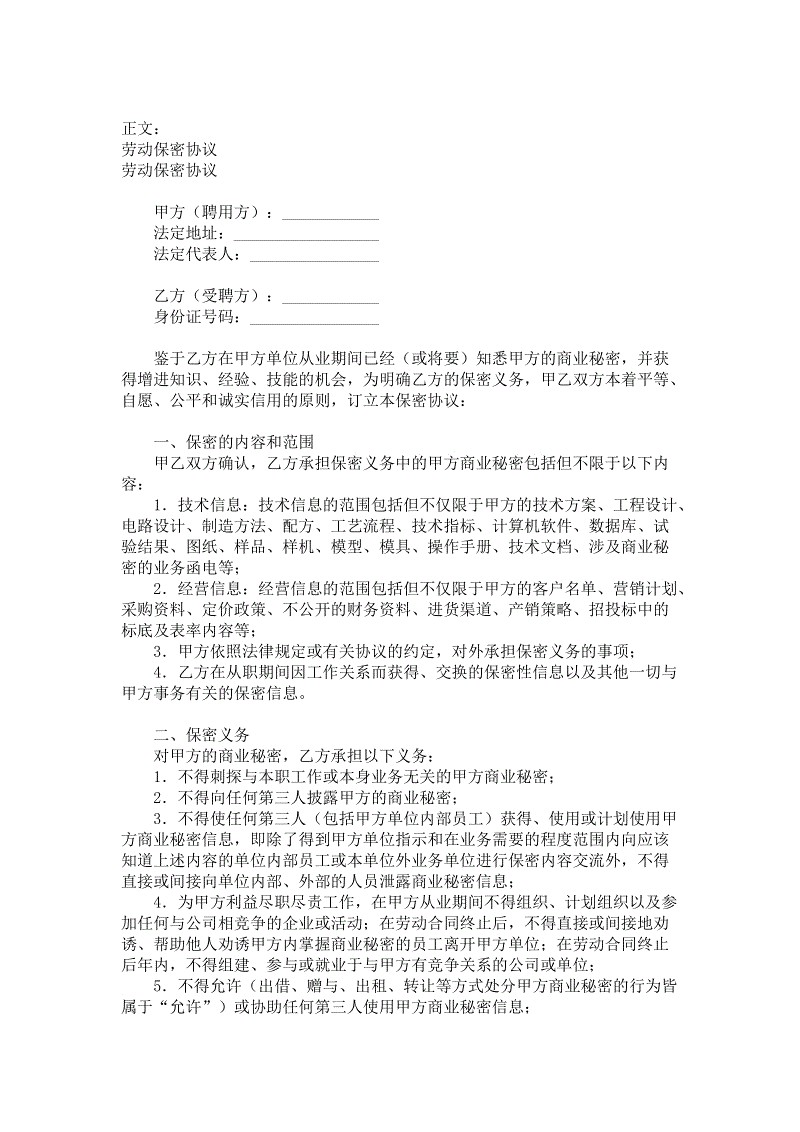 正文：
劳动保密协议
劳动保密协议
甲方（聘用方）：____________
法定地址：__________________
法定代表人：________________
乙方（受聘方）：____________
身份证号码：________________
鉴于乙方在甲方单位从业期间已经（或将要）知悉甲方的商业秘密，并获
得增进知识、经验、技能的机会，为明确乙方的保密义务，甲乙双方本着平等、
自愿、公平和诚实信用的原则，订立本保密协议：
一、保密的内容和范围
甲乙双方确认，乙方承担保密义务中的甲方商业秘密包括但不限于以下内
容：
1．技术信息：技术信息的范围包括但不仅限于甲方的技术方案、工程设计、
电路设计、制造方法、配方、工艺流程、技术指标、计算机软件、数据库、试
验结果、图纸、样品、样机、模型、模具、操作手册、技术文档、涉及商业秘
密的业务函电等；
2．经营信息：经营信息的范围包括但不仅限于甲方的客户名单、营销计划、
采购资料、定价政策、不公开的财务资料、进货渠道、产销策略、招投标中的
标底及表率内容等；
3．甲方依照法律规定或有关协议的约定，对外承担保密义务的事项；
4．乙方在从职期间因工作关系而获得、交换的保密性信息以及其他一切与
甲方事务有关的保密信息。
二、保密义务
对甲方的商业秘密，乙方承担以下义务：
1．不得刺探与本职工作或本身业务无关的甲方商业秘密；
2．不得向任何第三人披露甲方的商业秘密；
3．不得使任何第三人（包括甲方单位内部员工）获得、使用或计划使用甲
方商业秘密信息，即除了得到甲方单位指示和在业务需要的程度范围内向应该
知道上述内容的单位内部员工或本单位外业务单位进行保密内容交流外，不得
直接或间接向单位内部、外部的人员泄露商业秘密信息；
4．为甲方利益尽职尽责工作，在甲方从业期间不得组织、计划组织以及参
加任何与公司相竞争的企业或活动；在劳动合同终止后，不得直接或间接地劝
诱、帮助他人劝诱甲方内掌握商业秘密的员工离开甲方单位；在劳动合同终止
后年内，不得组建、参与或就业于与甲方有竞争关系的公司或单位；
5．不得允许（出借、赠与、出租、转让等方式处分甲方商业秘密的行为皆
属于“允许”）或协助任何第三人使用甲方商业秘密信息；